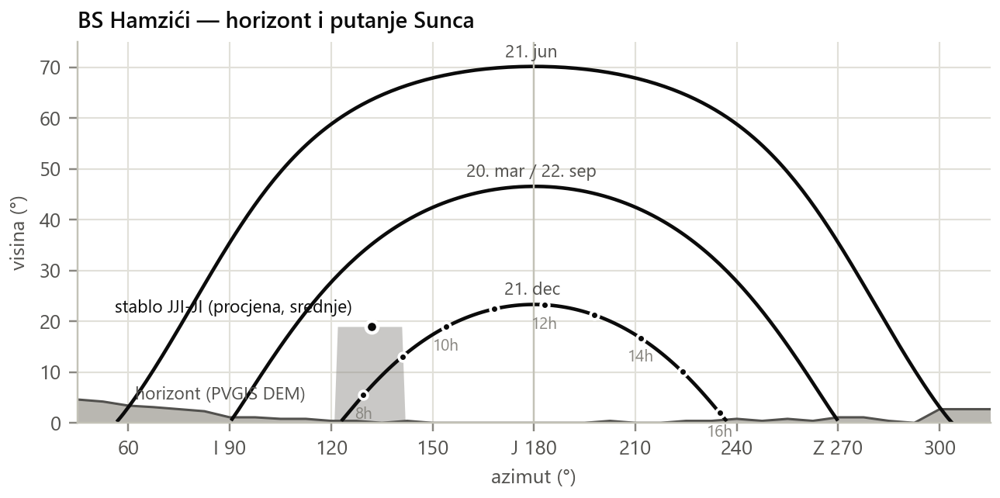 BS Hamzići — horizont i putanje Sunca
21. jun
70
60
50
40
30
20
10
0
visina (°)
20. mar / 22. sep
21. dec
stablo JJI-JI (procjena, srednje)
horizont (PVGIS DEM)
8h
10h
12h
14h
16h
60
I 90
120
150
J 180
210
240
Z 270
300
azimut (°)